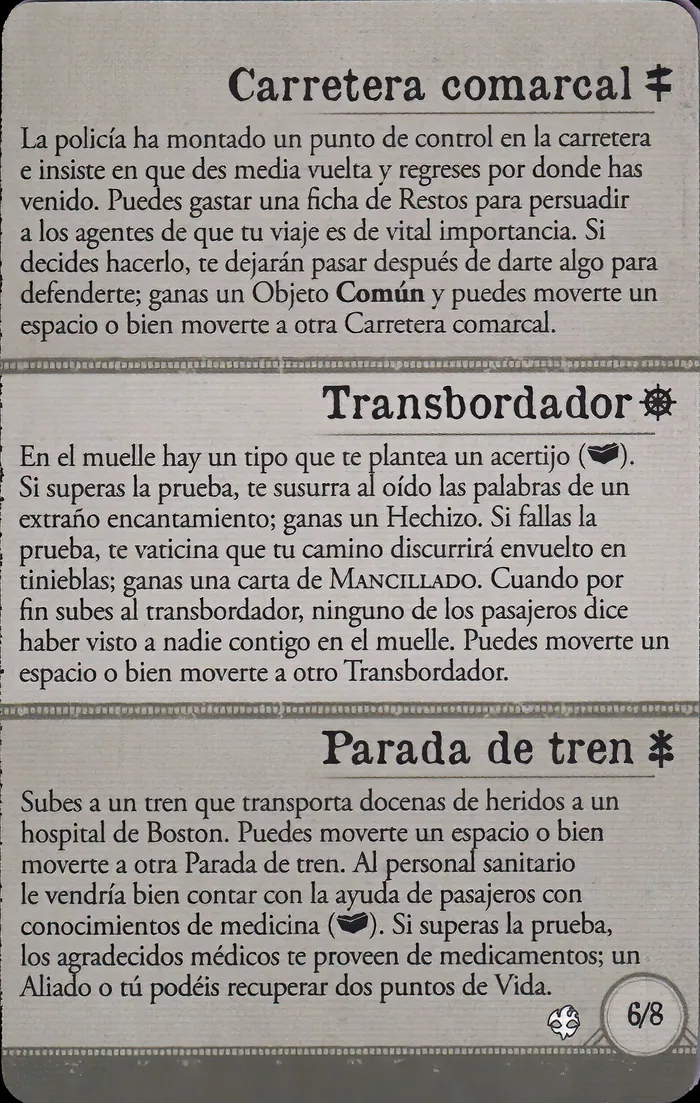 Carretera comarcal
La policía ha montado un punto de control en la carretera
e insiste en que des media vuelta y regreses por donde has
venido. Puedes gastar una ficha de Restos para persuadir
a los agentes de que tu viaje es de vital importancia. Si
decides hacerlo, te dejarán pasar después de darte algo para
defenderte; ganas un Objeto Común y puedes moverte un
espacio o bien moverte a otra Carretera comarcal.
Transbordador
En el muelle hay un tipo que te plantea un acertijo ( ).
Si superas la prueba, te susurra al oído las palabras de un
extraño encantamiento; ganas un Hechizo. Si fallas la
prueba, te vaticina que tu camino discurrirá envuelto en
tinieblas; ganas una carta de MANCILLADO. Cuando por
fin subes al transbordador, ninguno de los pasajeros dice
haber visto a nadie contigo en el muelle. Puedes moverte un
espacio o bien moverte a otro Transbordador.
Parada de tren
Subes a un tren que transporta docenas de heridos a un
hospital de Boston. Puedes moverte un espacio o bien
moverte a otra Parada de tren. Al personal sanitario
le vendría bien contar con la ayuda de pasajeros con
conocimientos de medicina ( ). Si superas la prueba,
los agradecidos médicos te proveen de medicamentos; un
Aliado o tú podéis recuperar dos puntos de Vida.
6/8